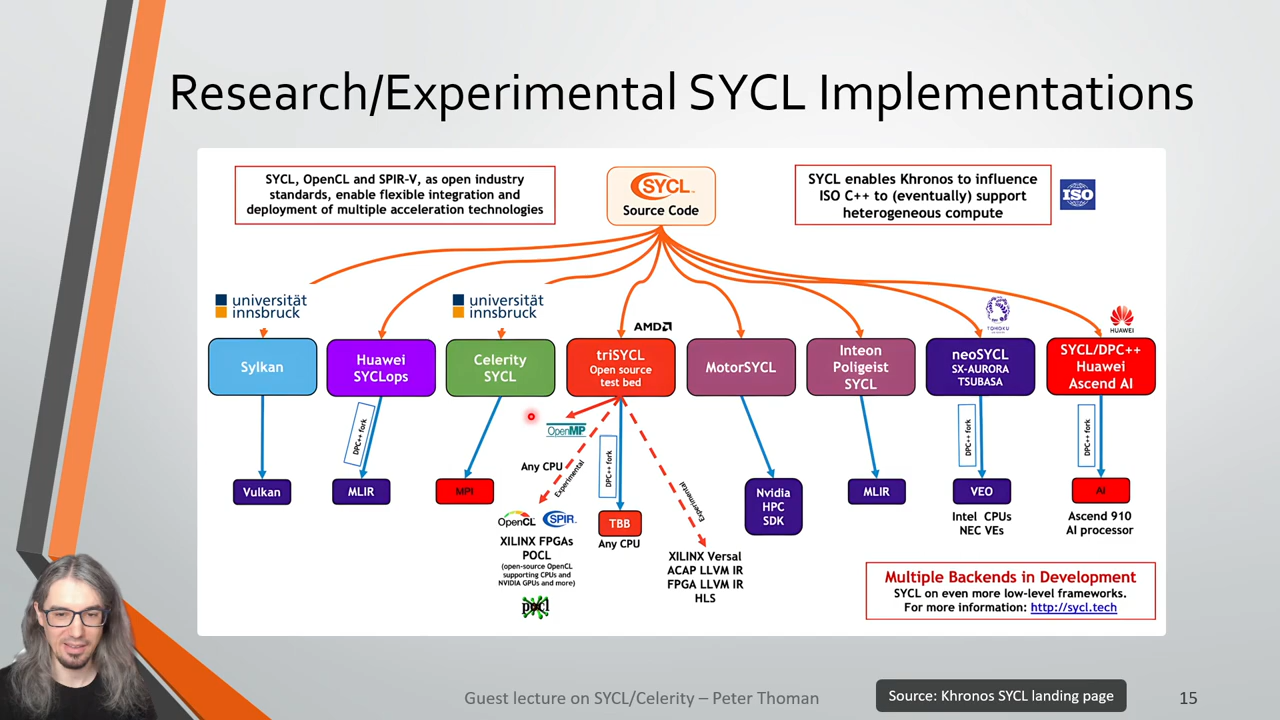 Research/Experimental SYCL Implementations
SYCL, OpenCL and SPIR-V, as open industry
standards, enable flexible integration and
deployment of multiple acceleration technologies
SYCL™
Source Code
SYCL enables Khronos to influence
ISO C++ to (eventually) support
heterogeneous compute
ISO
universität
innsbruck
universität
innsbruck
AMD
TOHOKU
HUAWEI
Sylkan
Huawei
SYCLops
Celerity
SYCL
triSYCL
Open source
test bed
MotorSYCL
Inteon
Poligeist
SYCL
neoSYCL
SX-AURORA
TSUBASA
SYCL/DPC++
Huawei
Ascend AI
DPC++ fork
OpenMP
Any CPU
Experimental
DPC++ fork
Experimental
DPC++ fork
DPC++ fork
Vulkan
MLIR
MPI
OpenCL
SPIR
XILINX FPGAs
POCL
(open-source OpenCL
supporting CPUs and
NVIDIA GPUs and more)
pocl
TBB
Any CPU
XILINX Versal
ACAP LLVM IR
FPGA LLVM IR
HLS
Nvidia
HPC
SDK
MLIR
VEO
Intel CPUs
NEC VEs
AI
Ascend 910
AI processor
Multiple Backends in Development
SYCL on even more low-level frameworks.
For more information: http://sycl.tech
Guest lecture on SYCL/Celerity – Peter Thoman
Source: Khronos SYCL landing page
15